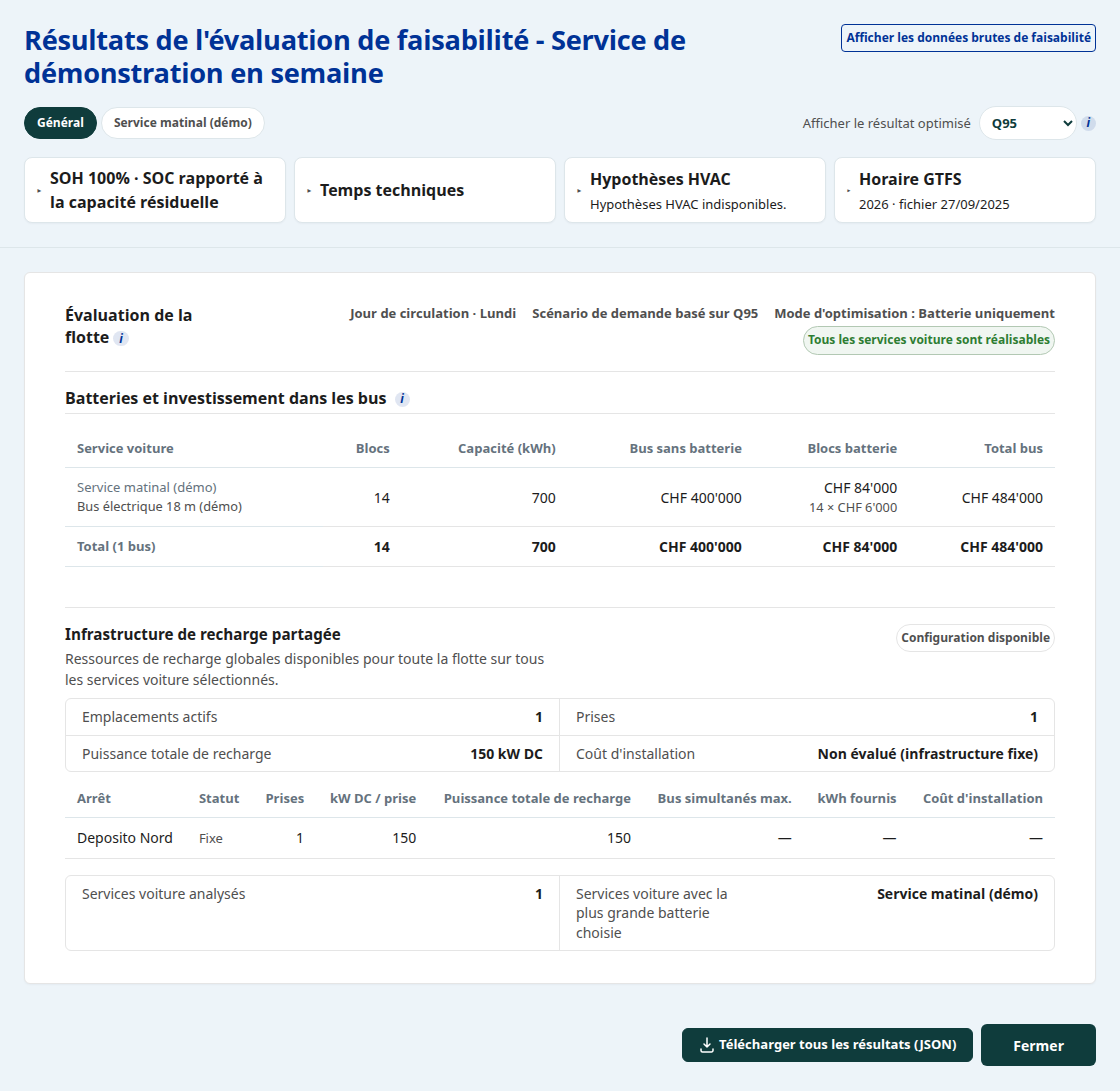 Résultats de l'évaluation de faisabilité - Service de
démonstration en semaine
Afficher les données brutes de faisabilité
Général
Service matinal (démo)
Afficher le résultat optimisé
Q95
i
SOH 100% · SOC rapporté à
la capacité résiduelle
Temps techniques
Hypothèses HVAC
Hypothèses HVAC indisponibles.
Horaire GTFS
2026 · fichier 27/09/2025
Évaluation de la
flotte i
Jour de circulation · Lundi Scénario de demande basé sur Q95 Mode d'optimisation : Batterie uniquement
Tous les services voiture sont réalisables
Batteries et investissement dans les bus i
Service voiture Blocs Capacité (kWh) Bus sans batterie Blocs batterie Total bus
Service matinal (démo)
Bus électrique 18 m (démo)
14 700 CHF 400'000 CHF 84'000 CHF 484'000
14 × CHF 6'000
Total (1 bus) 14 700 CHF 400'000 CHF 84'000 CHF 484'000
Infrastructure de recharge partagée
Configuration disponible
Ressources de recharge globales disponibles pour toute la flotte sur tous
les services voiture sélectionnés.
Emplacements actifs 1 Prises 1
Puissance totale de recharge 150 kW DC Coût d'installation Non évalué (infrastructure fixe)
Arrêt Statut Prises kW DC / prise Puissance totale de recharge Bus simultanés max. kWh fournis Coût d'installation
Deposito Nord Fixe 1 150 150 — — —
Services voiture analysés 1
Services voiture avec la
plus grande batterie
choisie
Service matinal (démo)
Télécharger tous les résultats (JSON)
Fermer